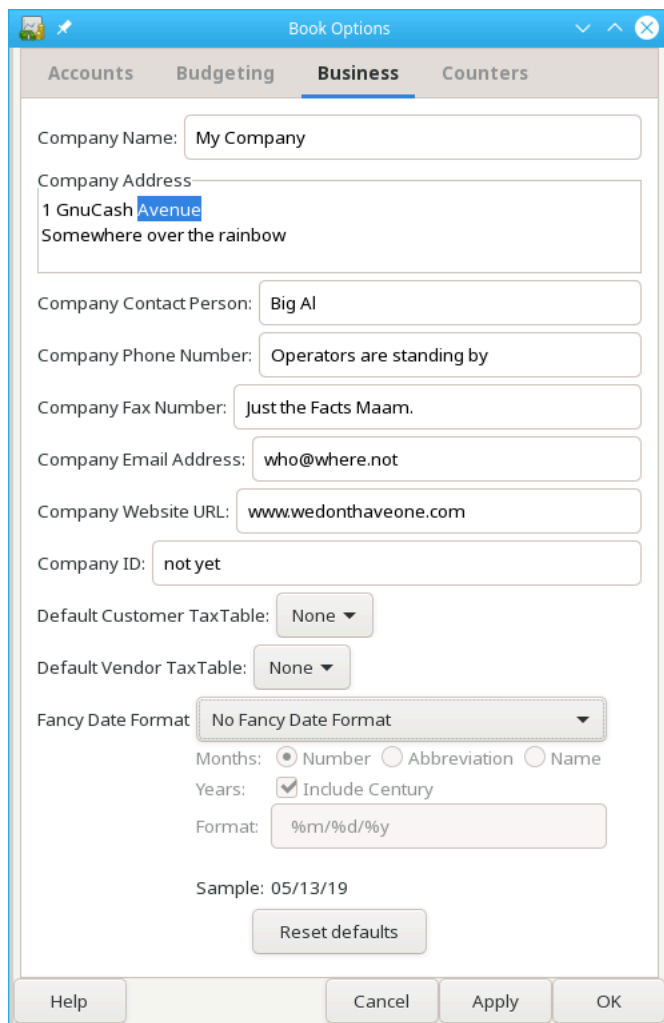 Book Options
Accounts Budgeting Business Counters
Company Name: My Company
Company Address
1 GnuCash Avenue
Somewhere over the rainbow
Company Contact Person: Big Al
Company Phone Number: Operators are standing by
Company Fax Number: Just the Facts Maam.
Company Email Address: who@where.not
Company Website URL: www.wedonthaveone.com
Company ID: not yet
Default Customer TaxTable: None
Default Vendor TaxTable: None
Fancy Date Format No Fancy Date Format
Months: Number Abbreviation Name
Years: Include Century
Format: %m/%d/%y
Sample: 05/13/19
Reset defaults
Help Cancel Apply OK